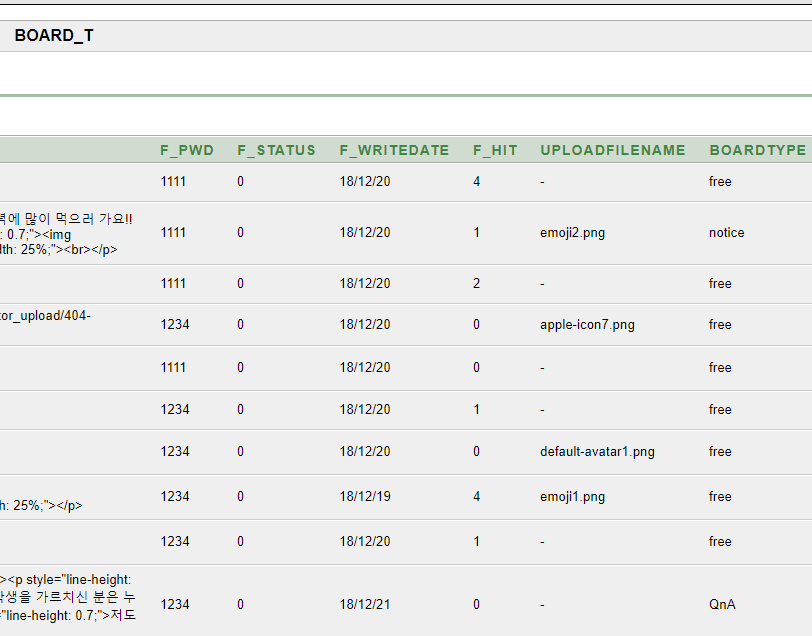 BOARD_T
F_PWD F_STATUS F_WRITEDATE F_HIT UPLOADFILENAME BOARDTYPE
1111 0 18/12/20 4 - free
많이 먹으러 가요!!
: 0.7;"><img
1111 0 18/12/20 1 emoji2.png notice
25%;"><br></p>
1111 0 18/12/20 2 - free
tor_upload/404-
1234 0 18/12/20 0 apple-icon7.png free
1111 0 18/12/20 0 - free
1234 0 18/12/20 1 - free
1234 0 18/12/20 0 default-avatar1.png free
1234 0 18/12/19 4 emoji1.png free
h: 25%;"></p>
1234 0 18/12/20 1 - free
><p style="line-height:
가르치신 분은 누
1234 0 18/12/21 0 - QnA
"line-height: 0.7;">저도